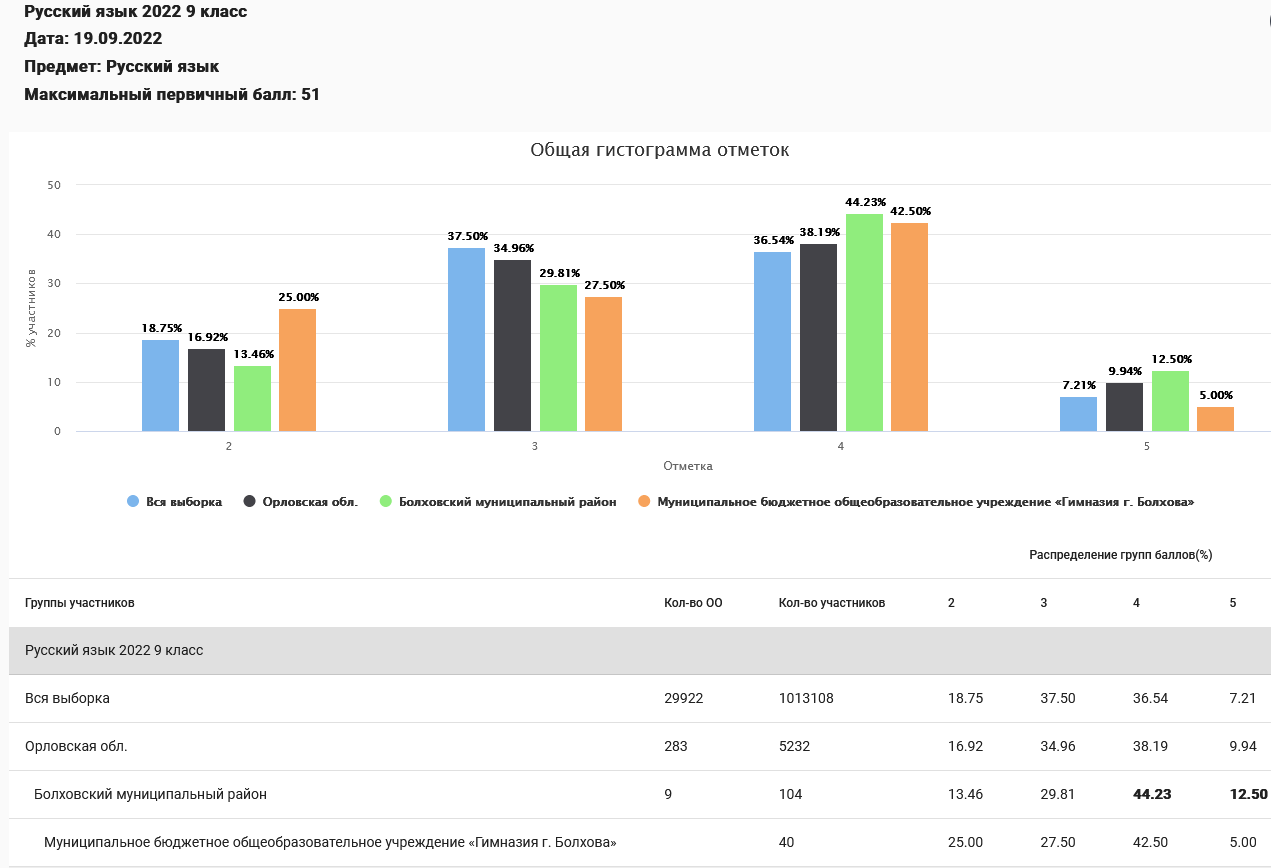 Русский язык 2022 9 класс
Дата: 19.09.2022
Предмет: Русский язык
Максимальный первичный балл: 51
Общая гистограмма отметок
% участников
50
40
30
20
10
0
18.75% 16.92% 13.46% 25.00%
37.50% 34.96% 29.81% 27.50%
36.54% 38.19% 44.23% 42.50%
7.21% 9.94% 12.50% 5.00%
2 3 4 5
Отметка
Вся выборка Орловская обл. Болховский муниципальный район Муниципальное бюджетное общеобразовательное учреждение «Гимназия г. Болхова»
Распределение групп баллов(%)
Группы участников Кол-во ОО Кол-во участников 2 3 4 5
Русский язык 2022 9 класс
Вся выборка 29922 1013108 18.75 37.50 36.54 7.21
Орловская обл. 283 5232 16.92 34.96 38.19 9.94
Болховский муниципальный район 9 104 13.46 29.81 44.23 12.50
Муниципальное бюджетное общеобразовательное учреждение «Гимназия г. Болхова» 40 25.00 27.50 42.50 5.00